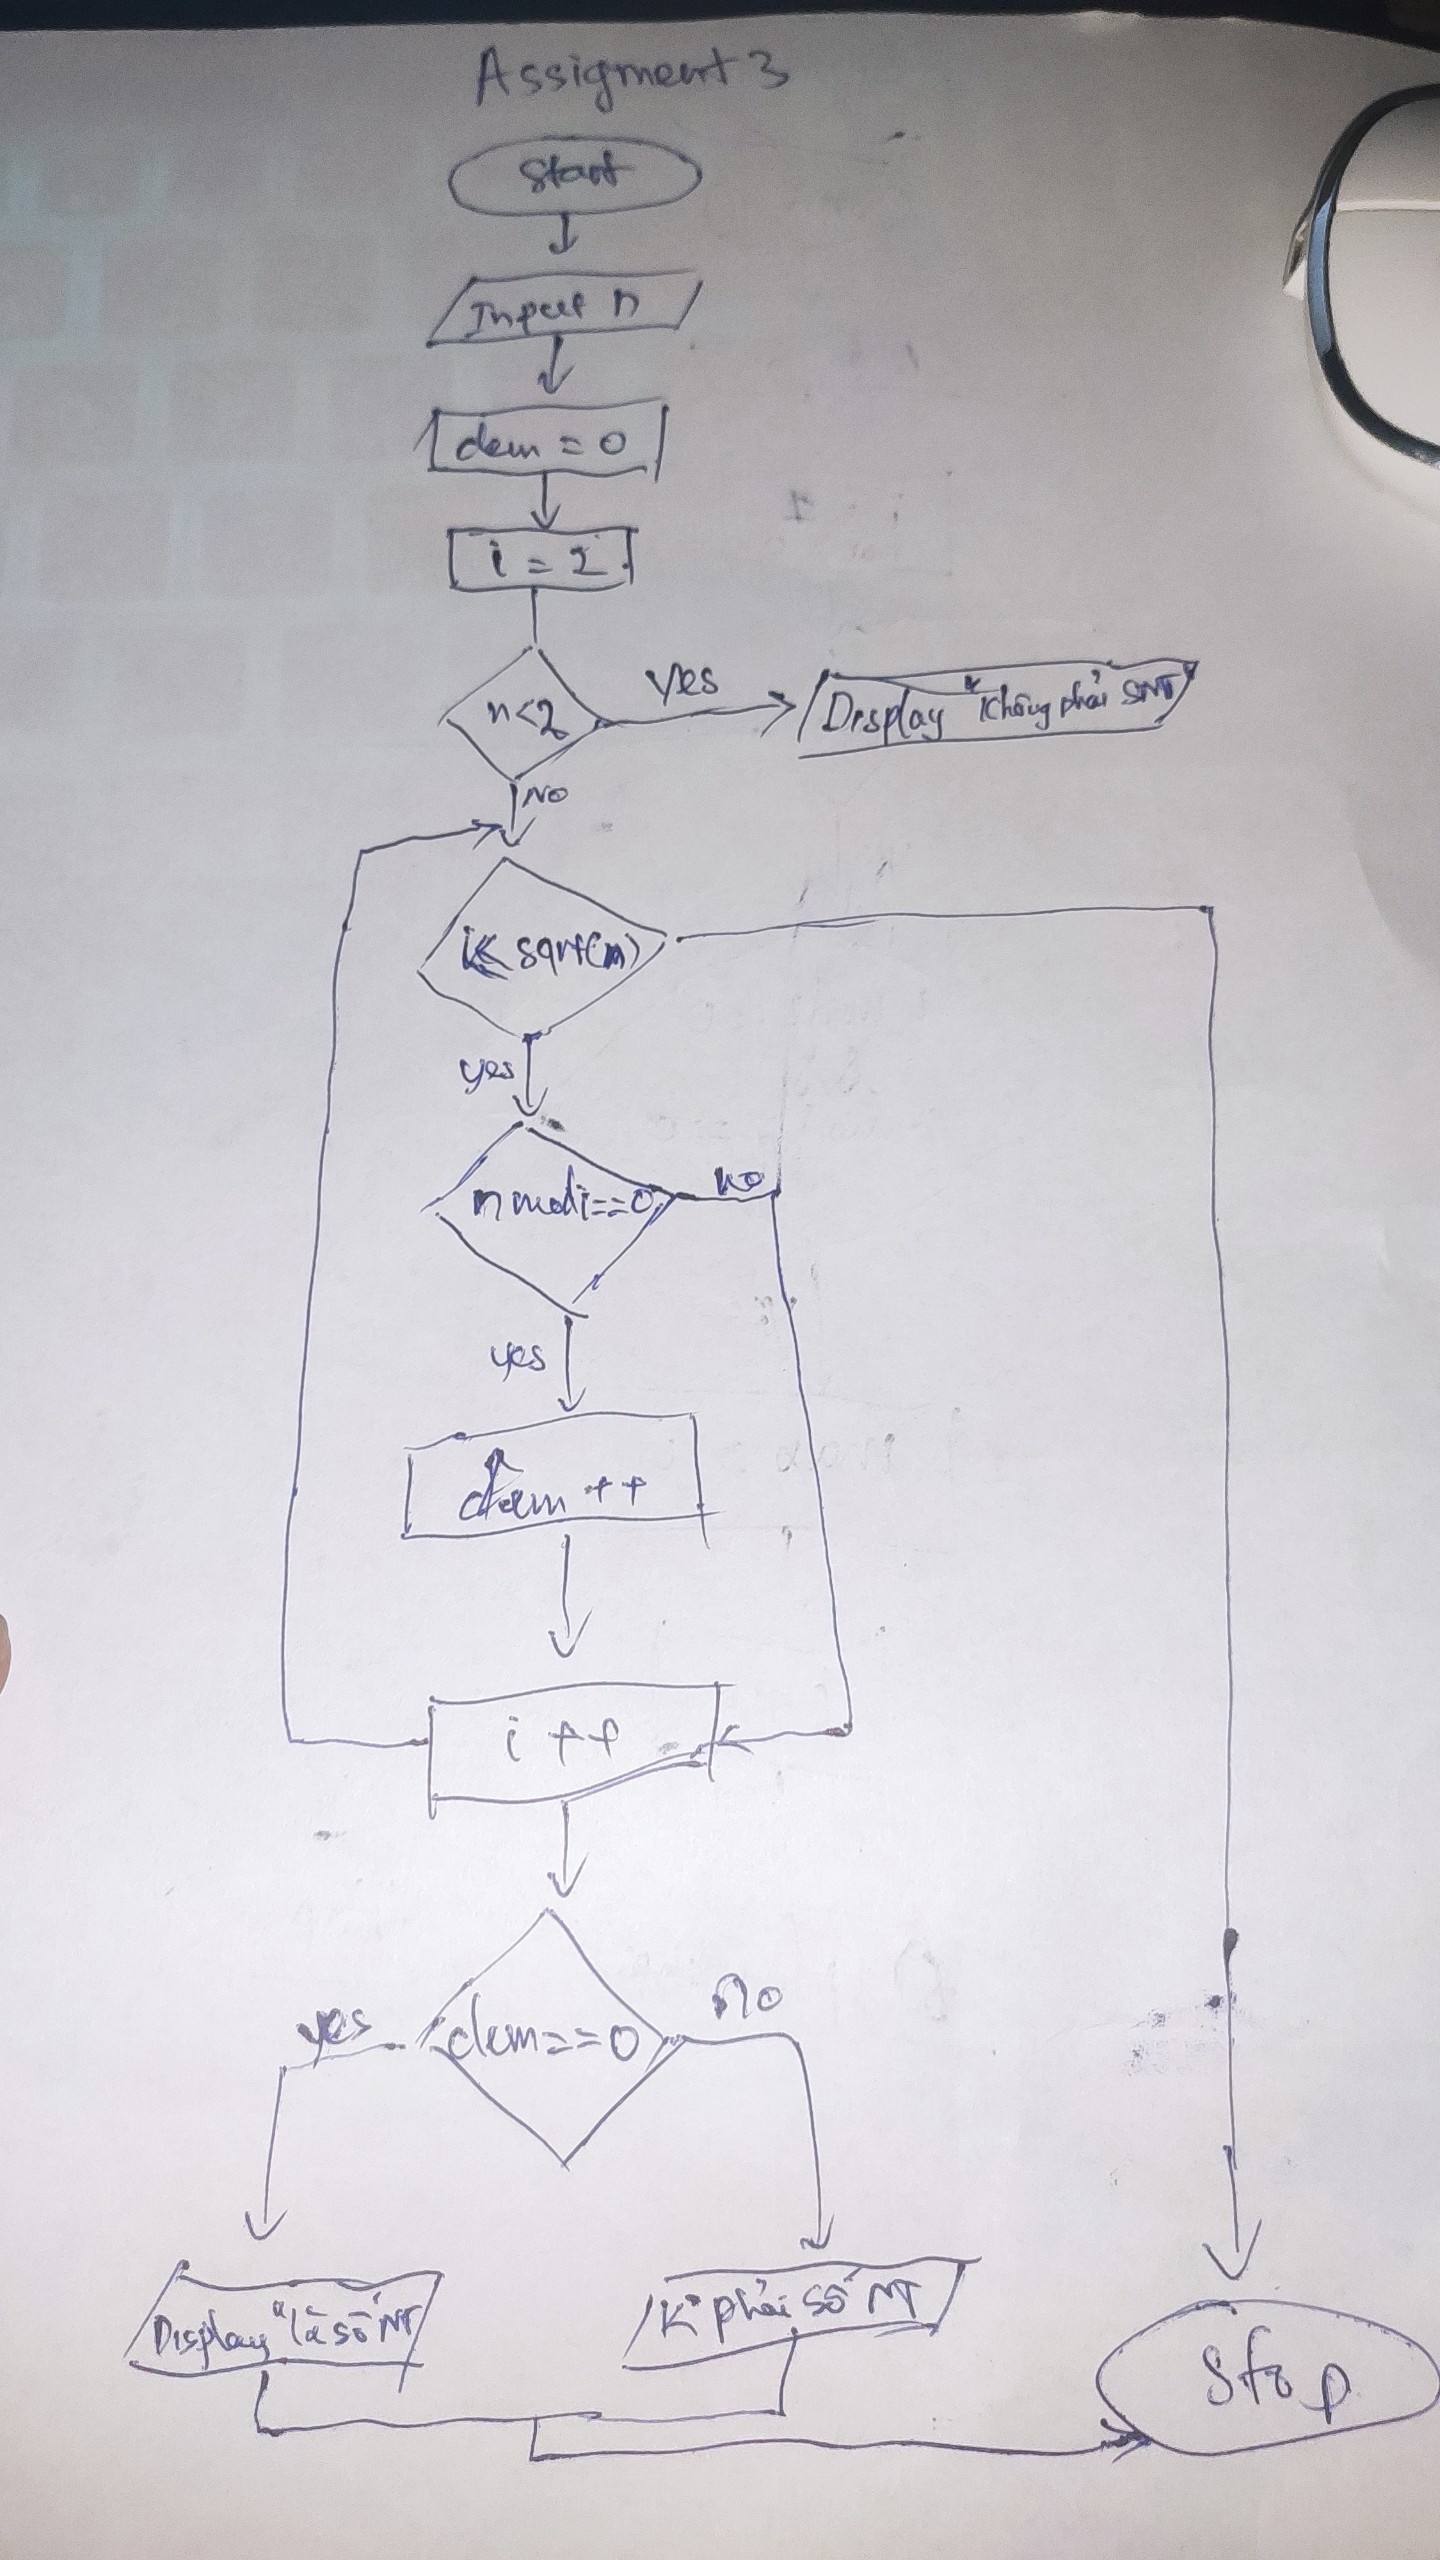 Assigment 3
Start
Input n
dem = 0
i = 2
n<2
yes
Display "Không phải SNT"
NO
i< sqrt(n)
yes
n mod i==0
no
yes
dem ++
i ++
dem==0
yes
no
Display "là số NT"
K° phải số NT
Stop